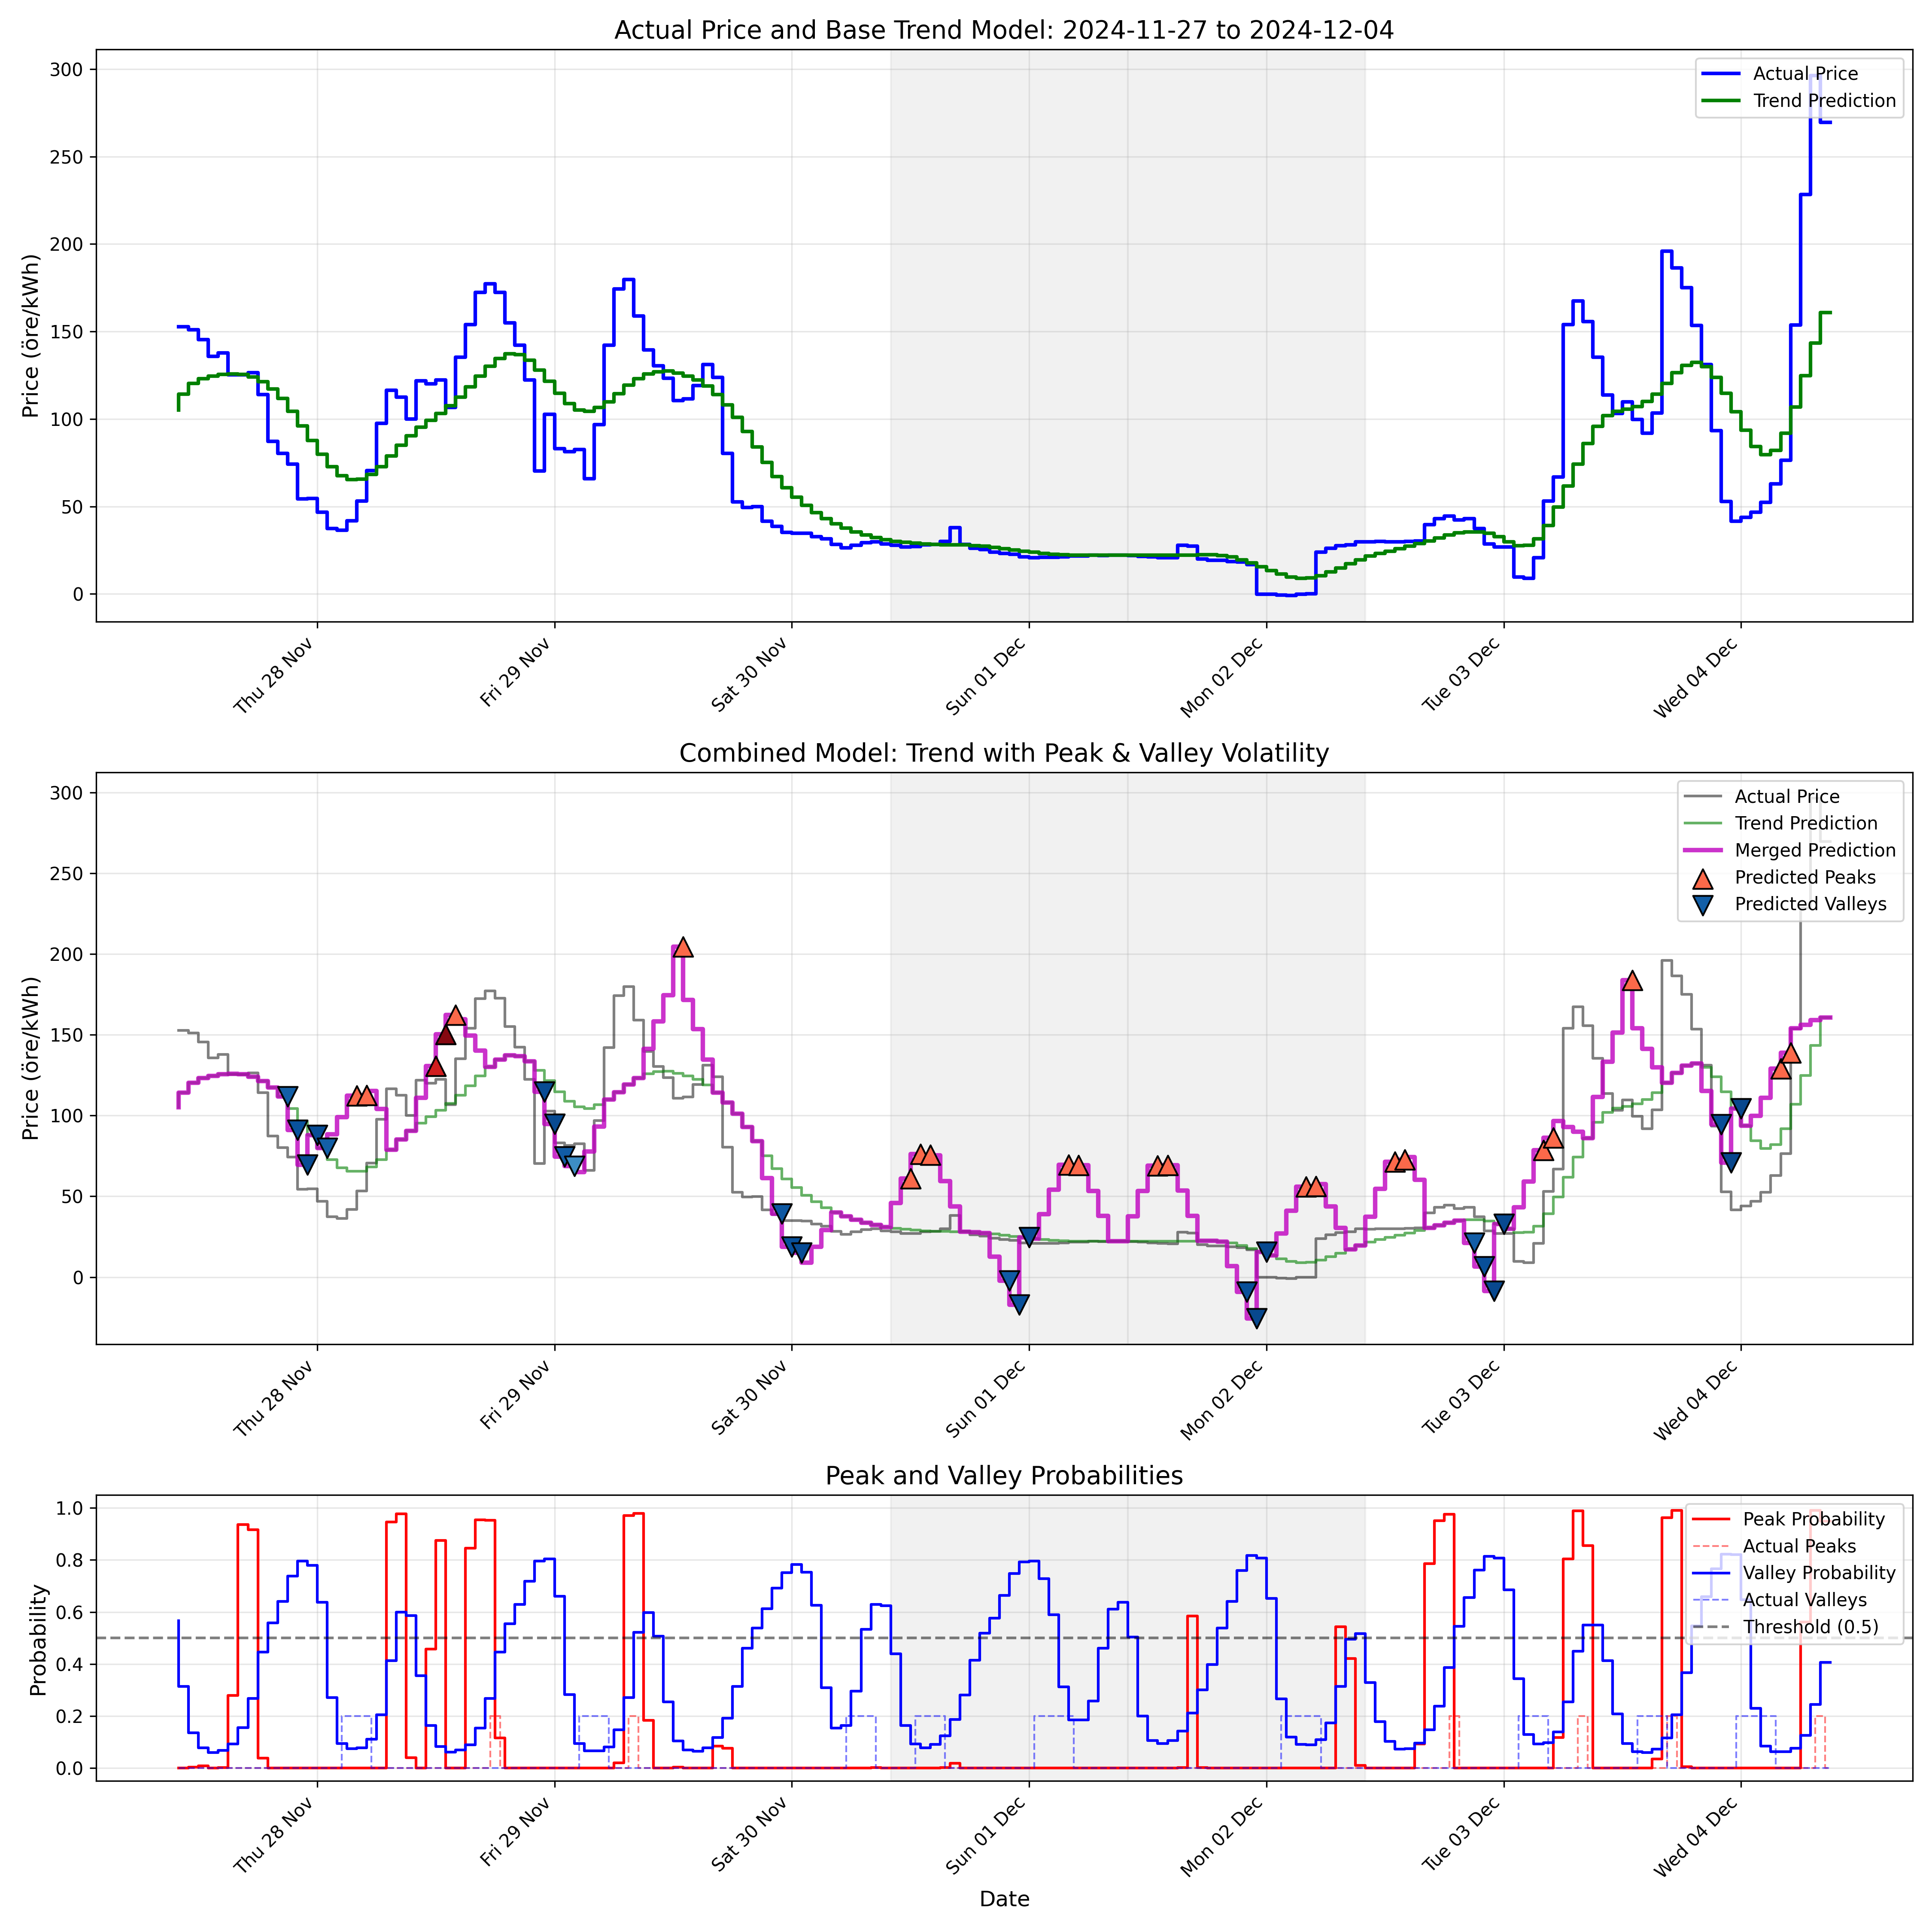 Actual Price and Base Trend Model: 2024-11-27 to 2024-12-04
Price (öre/kWh)
300
250
200
150
100
50
0
Actual Price
Trend Prediction
Thu 28 Nov
Fri 29 Nov
Sat 30 Nov
Sun 01 Dec
Mon 02 Dec
Tue 03 Dec
Wed 04 Dec
Combined Model: Trend with Peak & Valley Volatility
Price (öre/kWh)
300
250
200
150
100
50
0
Actual Price
Trend Prediction
Merged Prediction
Predicted Peaks
Predicted Valleys
Thu 28 Nov
Fri 29 Nov
Sat 30 Nov
Sun 01 Dec
Mon 02 Dec
Tue 03 Dec
Wed 04 Dec
Peak and Valley Probabilities
Probability
1.0
0.8
0.6
0.4
0.2
0.0
Peak Probability
Actual Peaks
Valley Probability
Actual Valleys
Threshold (0.5)
Thu 28 Nov
Fri 29 Nov
Sat 30 Nov
Sun 01 Dec
Mon 02 Dec
Tue 03 Dec
Wed 04 Dec
Date